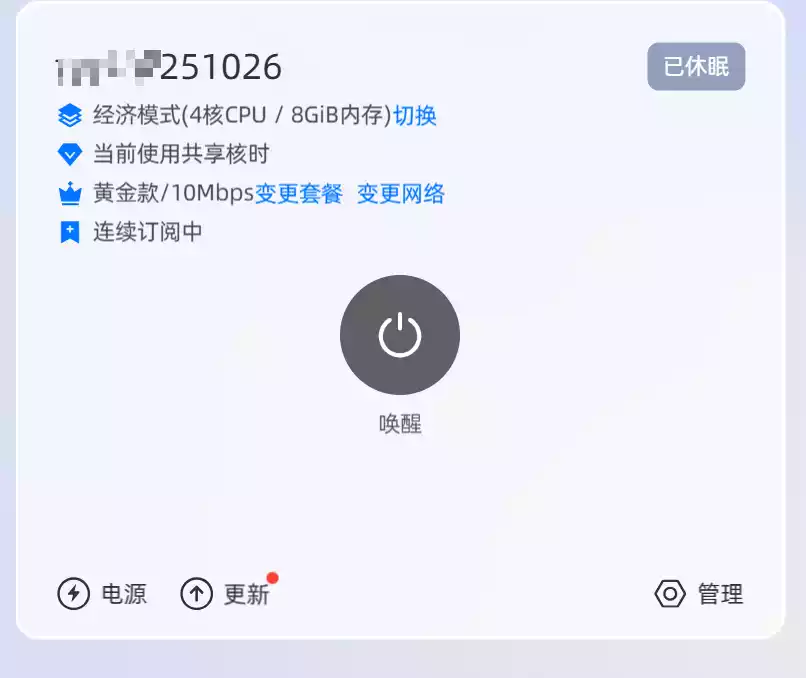 251026
已休眠
经济模式(4核CPU / 8GiB内存)切换
当前使用共享核时
黄金款/10Mbps变更套餐 变更网络
连续订阅中
唤醒
电源
更新
管理